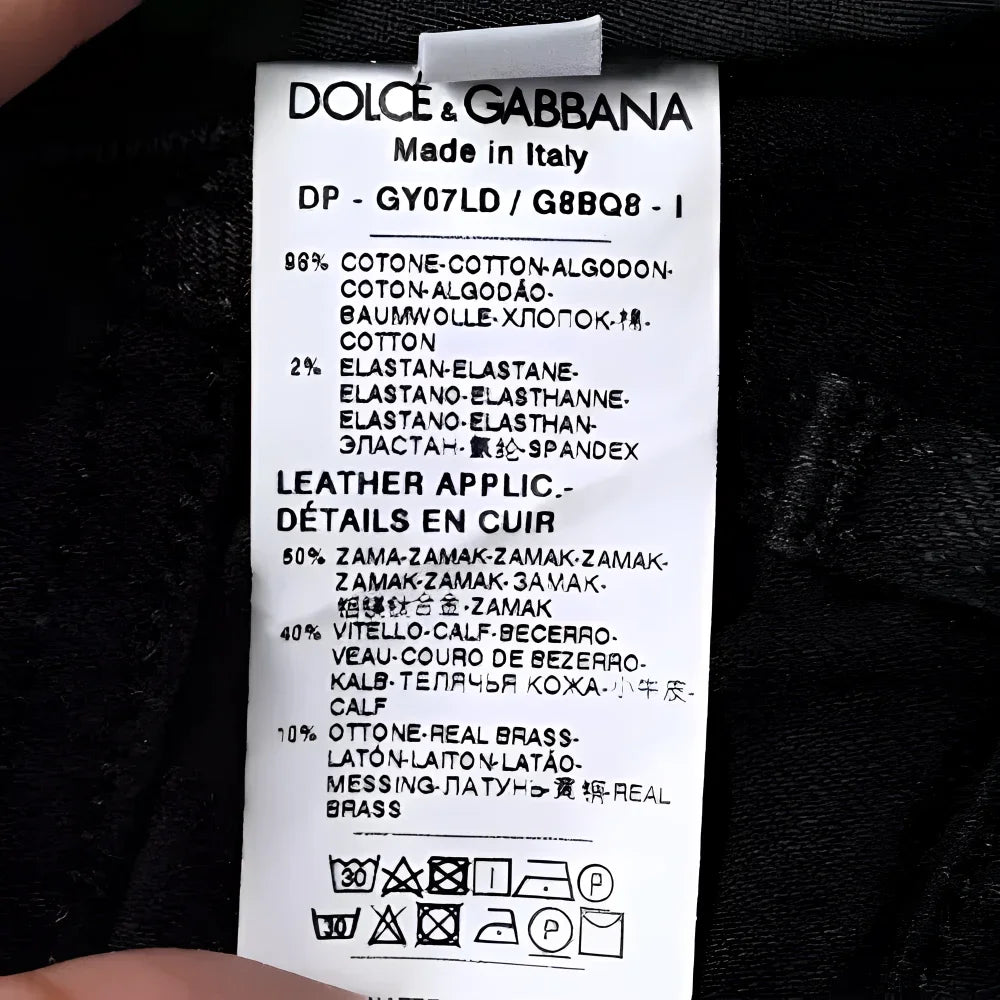 DOLCE & GABBANA
Made in Italy
DP - GY07LD / G8BQ8 - I
96% COTONE-COTTON-ALGODON-
COTON-ALGODÃO-
BAUMWOLLE-ХЛОПОК-棉-
COTTON
2% ELASTAN-ELASTANE-
ELASTANO-ELASTHANNE-
ELASTANO-ELASTHAN-
ЭЛАСТАН-氨纶-SPANDEX
LEATHER APPLIC.-
DÉTAILS EN CUIR
50% ZAMA-ZAMAK-ZAMAK-ZAMAK-
ZAMAK-ZAMAK-ЗАМАК-
合金-ZAMAK
40% VITELLO-CALF-BECERRO-
VEAU-COURO DE BEZERRO-
KALB-ТЕЛЯЧЬЯ КОЖА-小牛皮-
CALF
10% OTTONE-REAL BRASS-
LATÓN-LAITON-LATÃO-
MESSING-ЛАТУНЬ-黄铜-REAL
BRASS
30 P
30 P